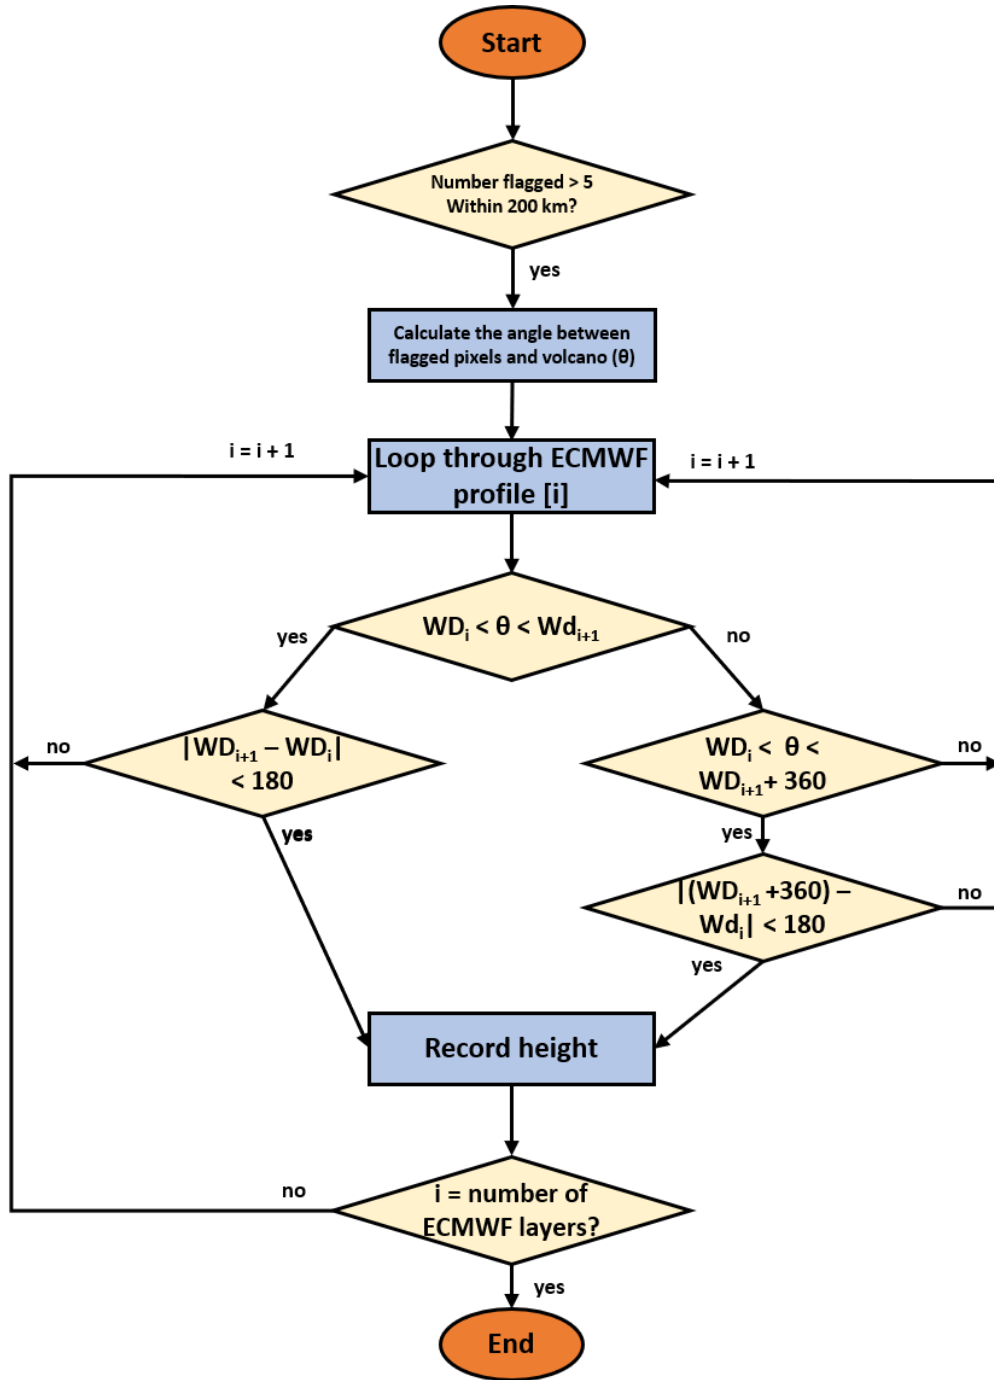 Start
Number flagged > 5
Within 200 km?
yes
Calculate the angle between
flagged pixels and volcano (θ)
i = i + 1
i = i + 1
Loop through ECMWF
profile [i]
WDᵢ < θ < Wdᵢ₊₁
yes
no
|WDᵢ₊₁ – WDᵢ|
< 180
no
yes
WDᵢ < θ <
WDᵢ₊₁+ 360
no
yes
|(WDᵢ₊₁ +360) –
Wdᵢ| < 180
no
yes
Record height
i = number of
ECMWF layers?
no
yes
End